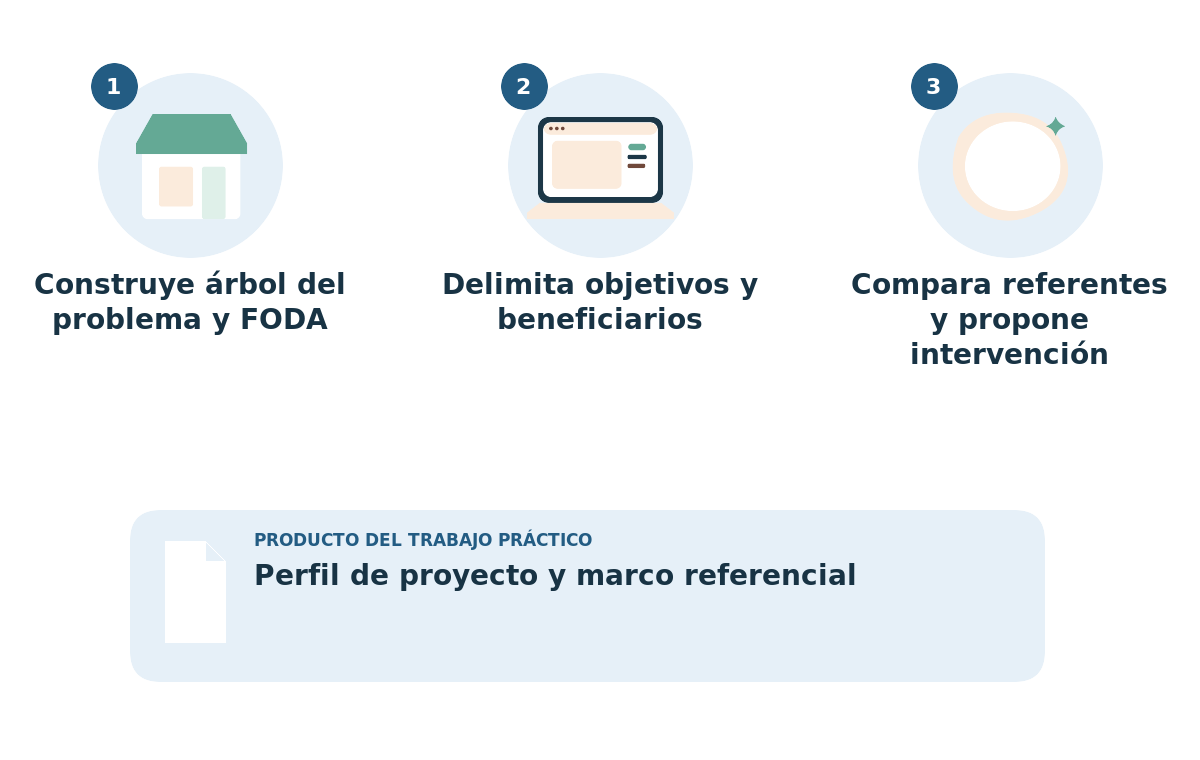 1
2
3
Construye árbol del
problema y FODA
Delimita objetivos y
beneficiarios
Compara referentes
y propone
intervención
PRODUCTO DEL TRABAJO PRÁCTICO
Perfil de proyecto y marco referencial